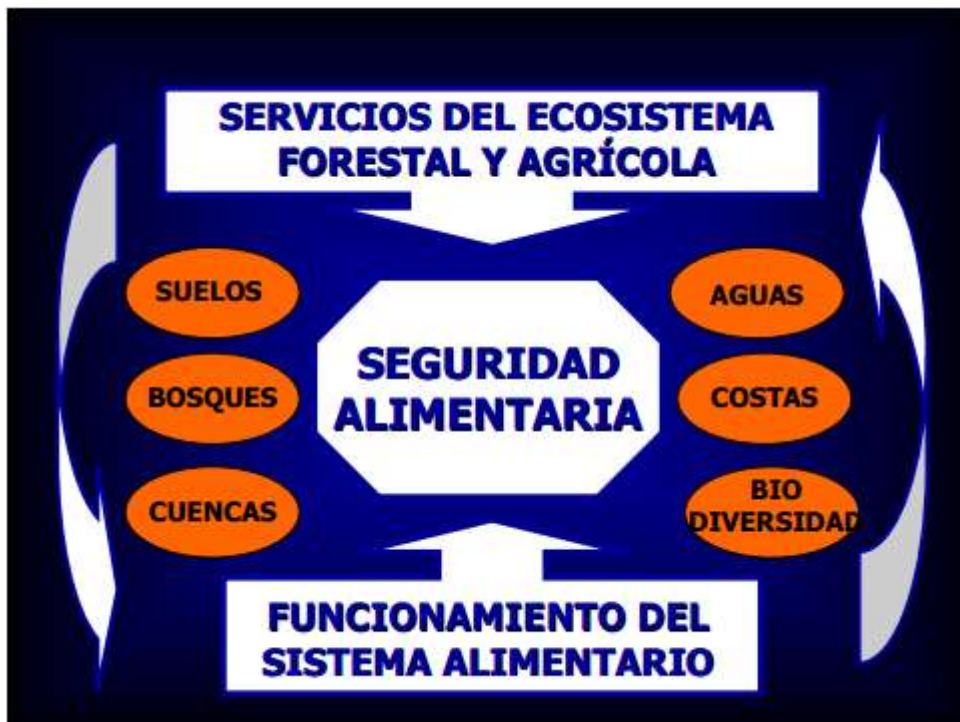 SERVICIOS DEL ECOSISTEMA
FORESTAL Y AGRÍCOLA
SUELOS
AGUAS
SEGURIDAD
ALIMENTARIA
BOSQUES
COSTAS
CUENCAS
BIO
DIVERSIDAD
FUNCIONAMIENTO DEL
SISTEMA ALIMENTARIO